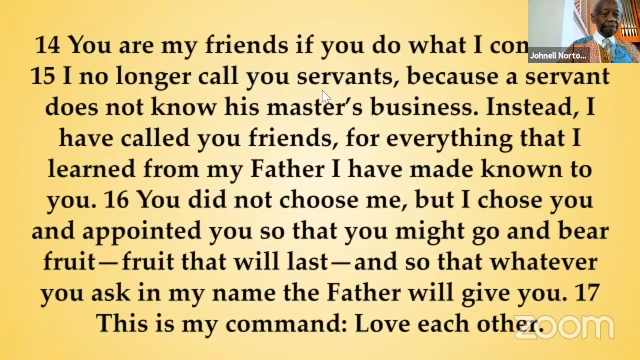 14 You are my friends if you do what I
15 I no longer call you servants, because a servant
does not know his master’s business. Instead, I
have called you friends, for everything that I
learned from my Father I have made known to
you. 16 You did not choose me, but I chose you
and appointed you so that you might go and bear
fruit—fruit that will last—and so that whatever
you ask in my name the Father will give you. 17
This is my command: Love each other.
Johnell Norto...
zoom